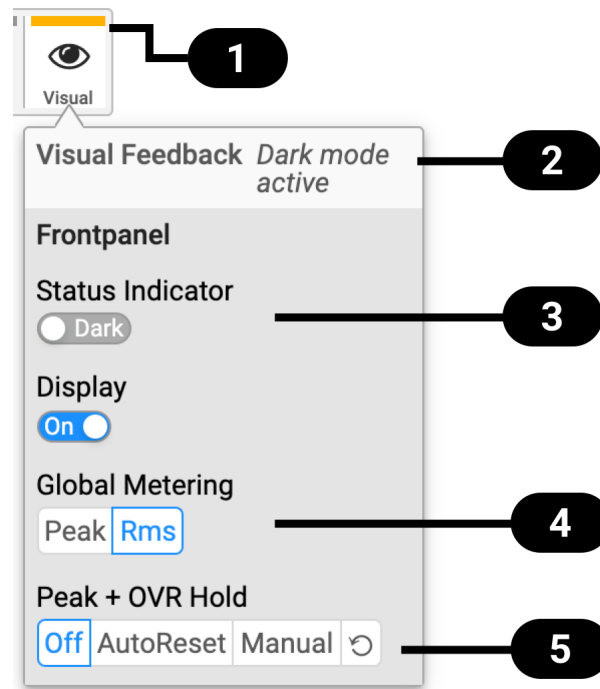 1
Visual
Visual Feedback Dark mode
active
2
Frontpanel
Status Indicator
Dark
3
Display
On
Global Metering
Peak Rms
4
Peak + OVR Hold
Off AutoReset Manual
5